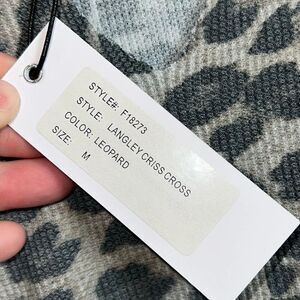 STYLE#: F18273
STYLE: LANGLEY CRISS CROSS
COLOR: LEOPARD
SIZE: M